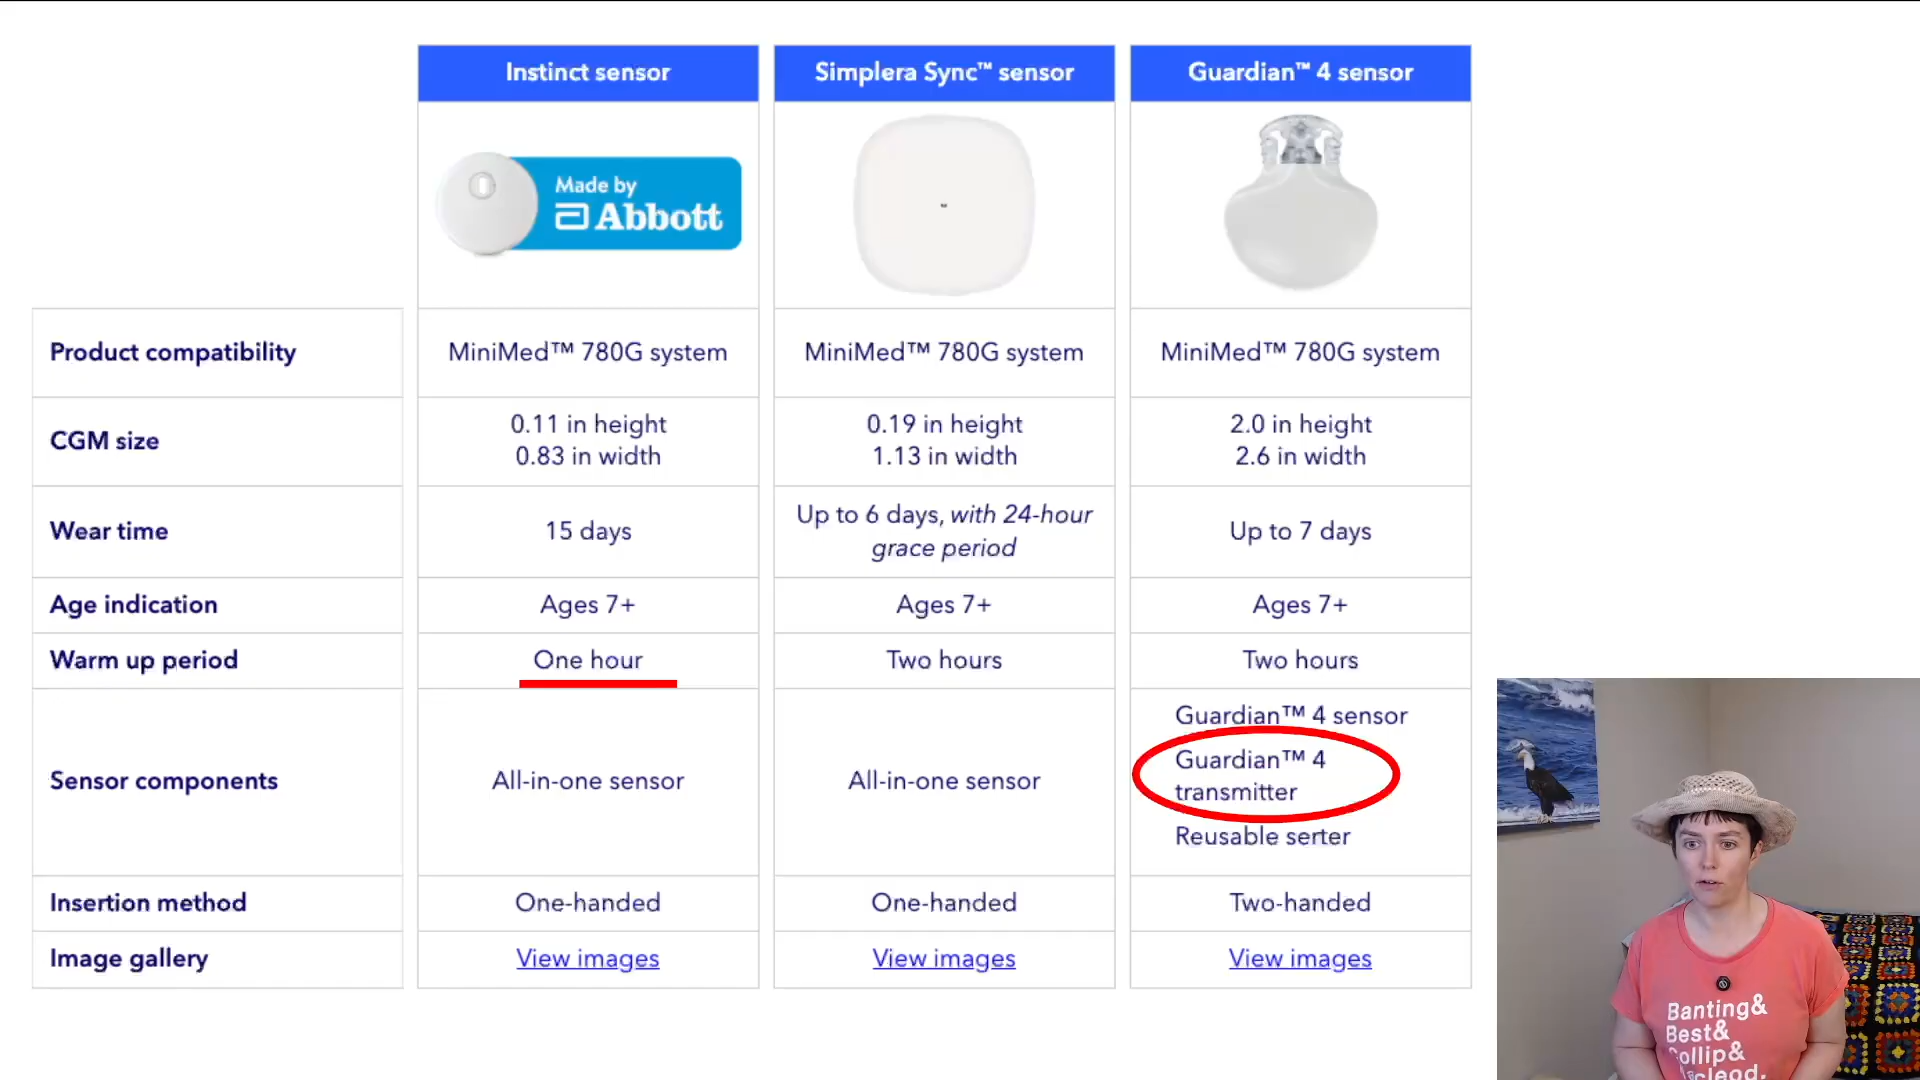 Instinct sensor
Simplera Sync™ sensor
Guardian™ 4 sensor
Made by
Abbott
Product compatibility
MiniMed™ 780G system
MiniMed™ 780G system
MiniMed™ 780G system
CGM size
0.11 in height
0.83 in width
0.19 in height
1.13 in width
2.0 in height
2.6 in width
Wear time
15 days
Up to 6 days, with 24-hour
grace period
Up to 7 days
Age indication
Ages 7+
Ages 7+
Ages 7+
Warm up period
One hour
Two hours
Two hours
Sensor components
All-in-one sensor
All-in-one sensor
Guardian™ 4 sensor
Guardian™ 4
transmitter
Reusable serter
Insertion method
One-handed
One-handed
Two-handed
Image gallery
View images
View images
View images
Banting&
Best&
Collip&